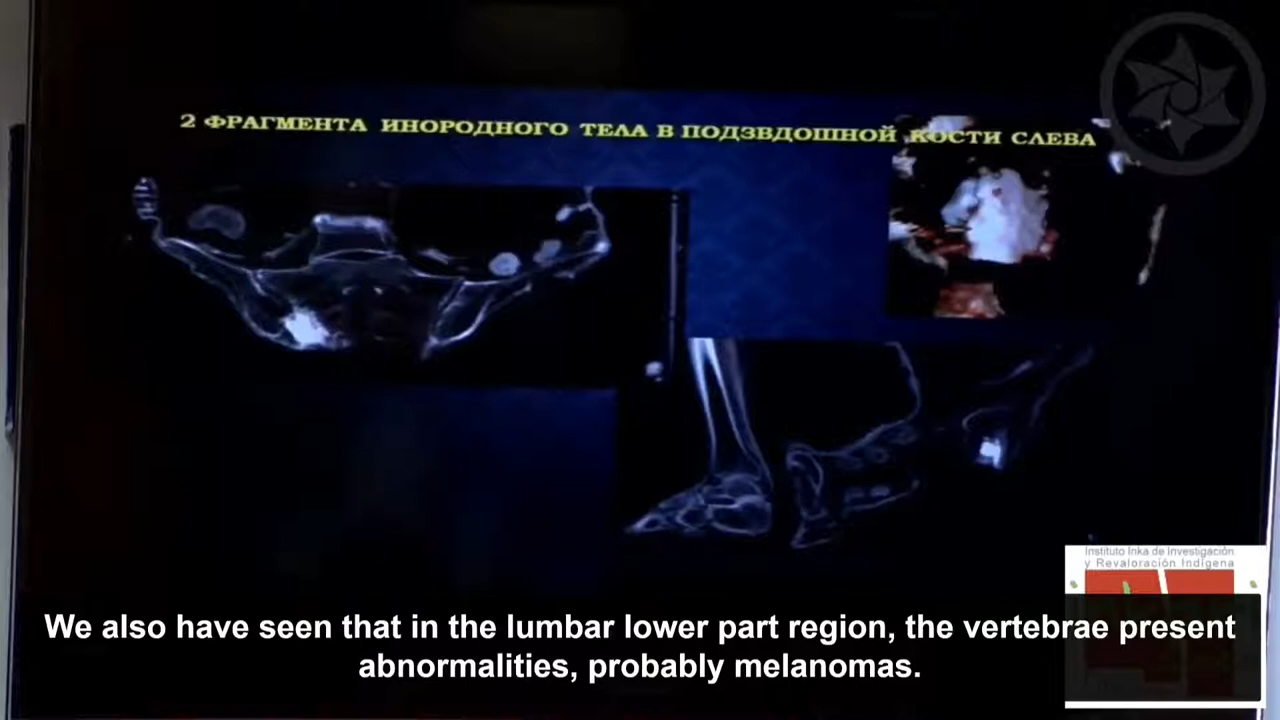 2 ФРАГМЕНТА ИНОРОДНОГО ТЕЛА В ПОДЗВДОШНОЙ КОСТИ СЛЕВА
Instituto Inka de Investigación
y Revaloración Indígena
We also have seen that in the lumbar lower part region, the vertebrae present
abnormalities, probably melanomas.